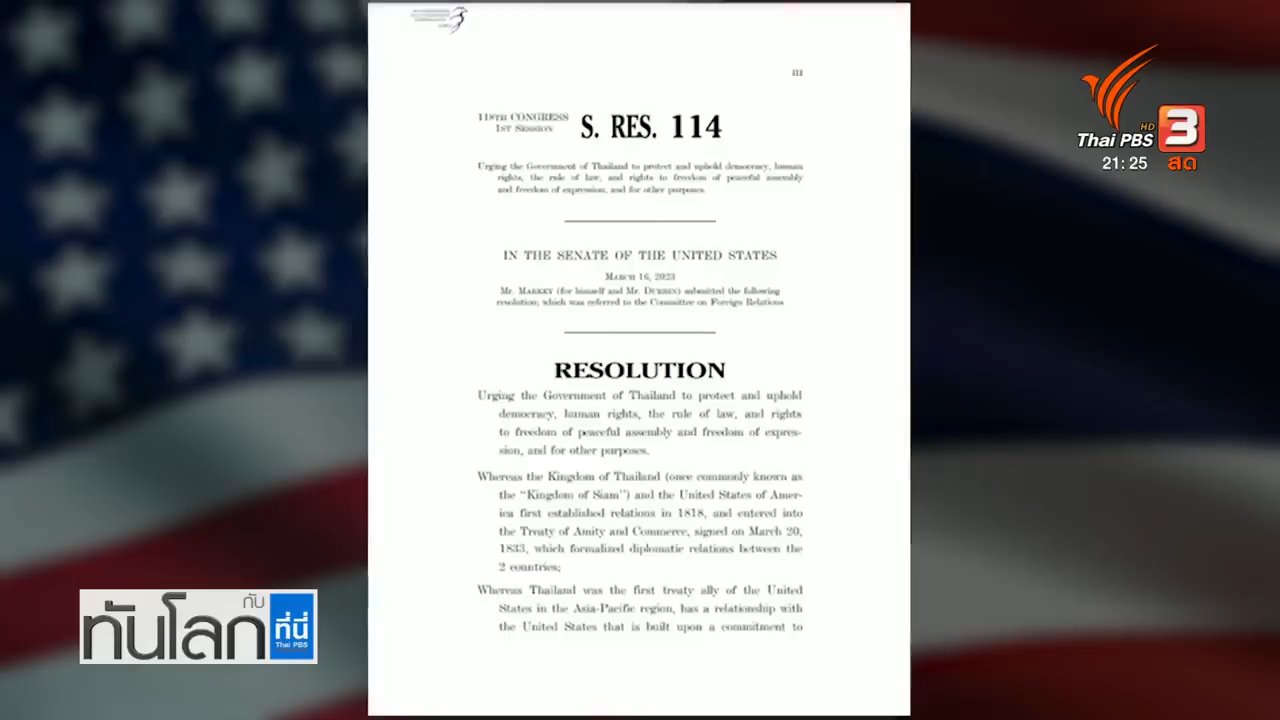 III
118TH CONGRESS
1ST SESSION
S. RES. 114
Urging the Government of Thailand to protect and uphold democracy, human
rights, the rule of law, and rights to freedom of peaceful assembly
and freedom of expression, and for other purposes.
IN THE SENATE OF THE UNITED STATES
MARCH 16, 2023
Mr. MARKEY (for himself and Mr. DURBIN) submitted the following
resolution; which was referred to the Committee on Foreign Relations
RESOLUTION
Urging the Government of Thailand to protect and uphold
democracy, human rights, the rule of law, and rights
to freedom of peaceful assembly and freedom of expres-
sion, and for other purposes.
Whereas the Kingdom of Thailand (once commonly known as
the “Kingdom of Siam”) and the United States of Amer-
ica first established relations in 1818, and entered into
the Treaty of Amity and Commerce, signed on March 20,
1833, which formalized diplomatic relations between the
2 countries;
Whereas Thailand was the first treaty ally of the United
States in the Asia-Pacific region, has a relationship with
the United States that is built upon a commitment to
Thai PBS HD 3
21:25 สด
ทันโลก กับ ที่นี่
Thai PBS